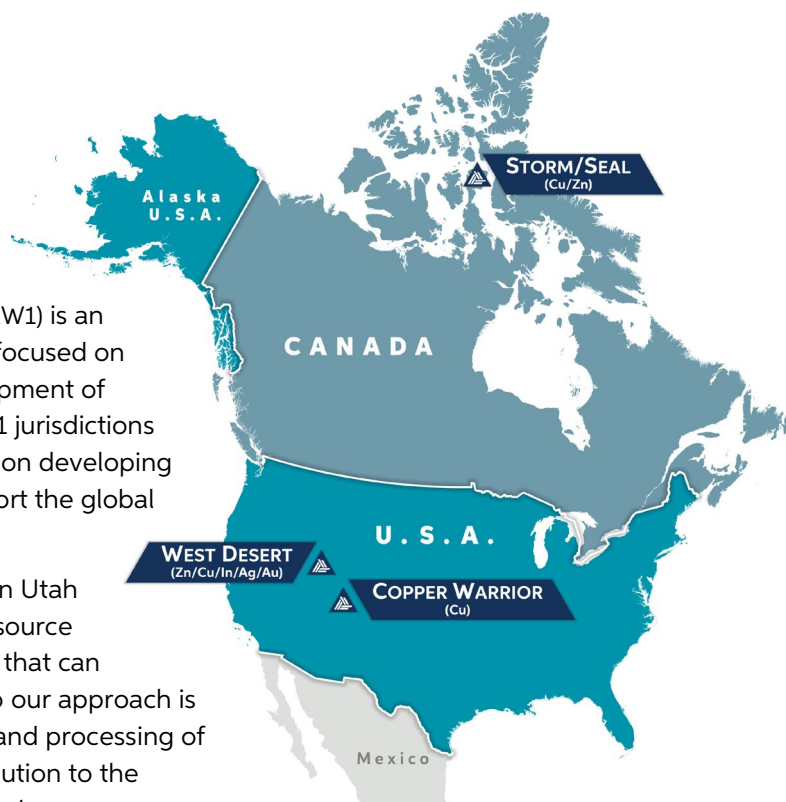 STORM/SEAL
(Cu/Zn)
Alaska
U.S.A.
CANADA
W1) is an
focused on
pment of
1 jurisdictions
on developing
ort the global
U.S.A.
WEST DESERT
(Zn/Cu/In/Ag/Au)
COPPER WARRIOR
(Cu)
n Utah
source
that can
o our approach is
and processing of
ution to the
Mexico